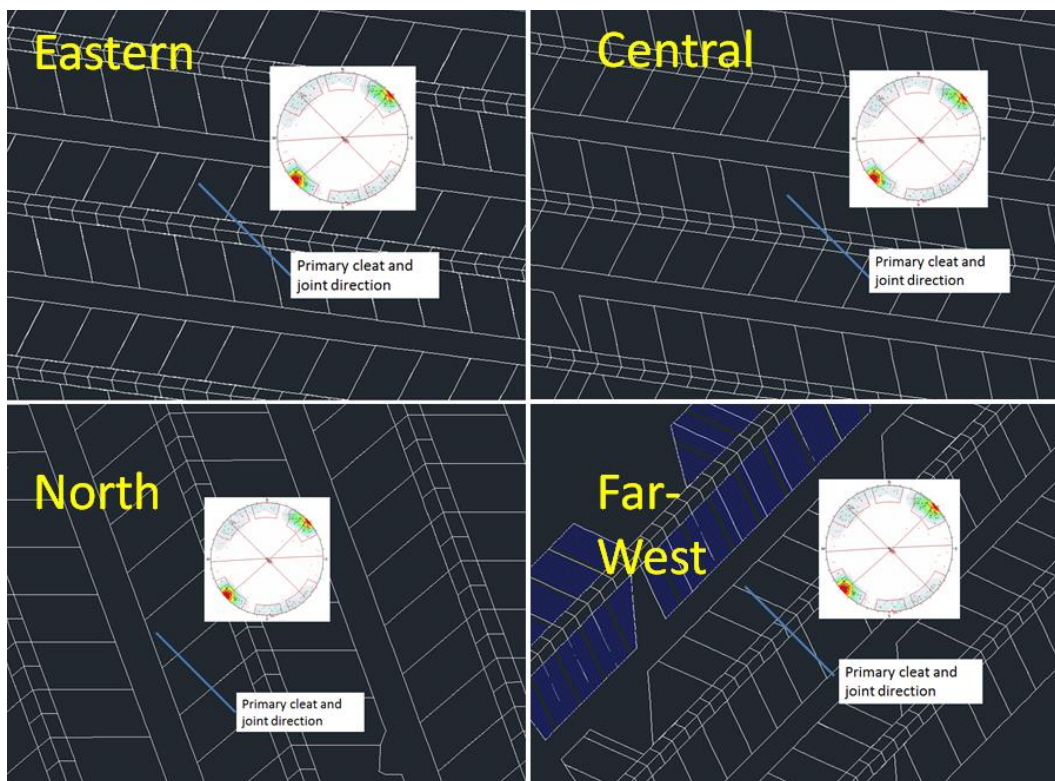 Eastern
Primary cleat and
joint direction
Central
Primary cleat and
joint direction
North
Primary cleat and
joint direction
Far-
West
Primary cleat and
joint direction